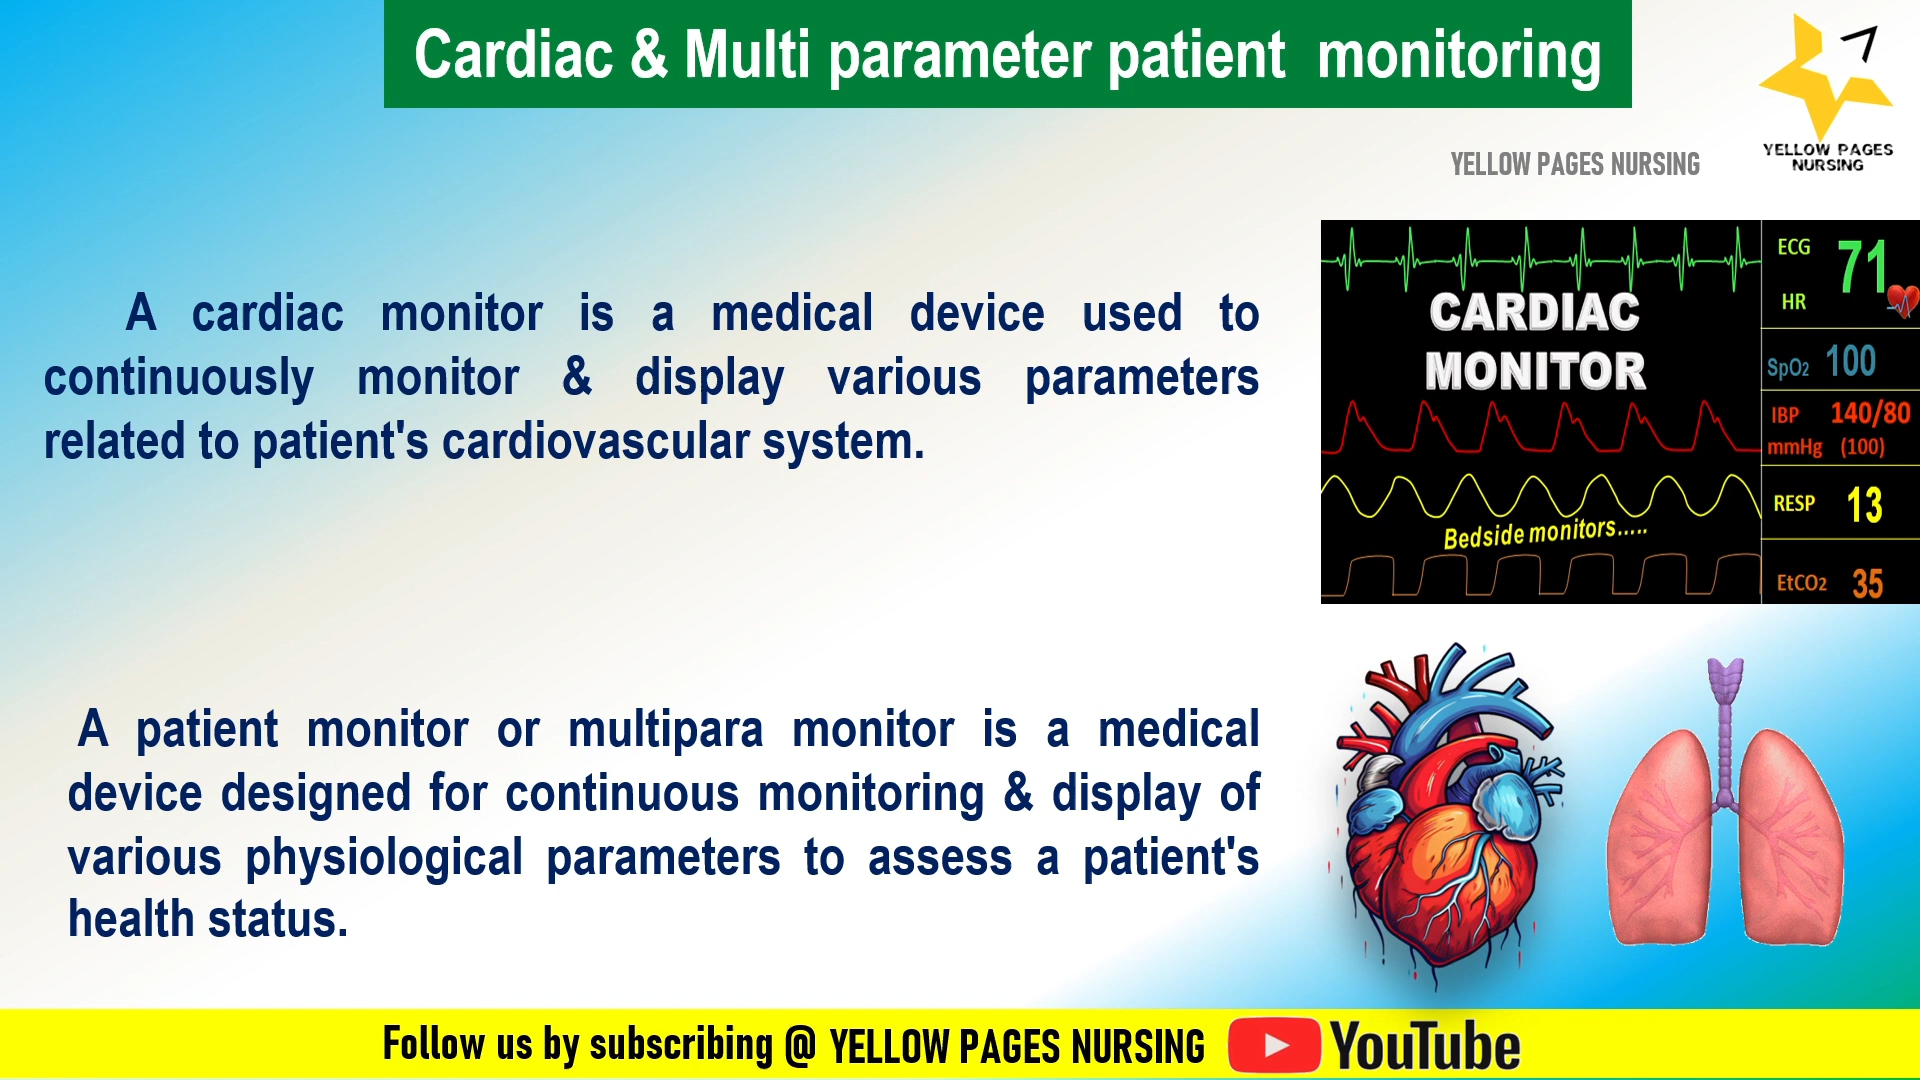 Cardiac & Multi parameter patient monitoring
YELLOW PAGES
NURSING
YELLOW PAGES NURSING
A cardiac monitor is a medical device used to
continuously monitor & display various parameters
related to patient's cardiovascular system.
CARDIAC
MONITOR
Bedside monitors.....
ECG 71
HR
SpO2 100
IBP 140/80
mmHg (100)
RESP 13
EtCO2 35
A patient monitor or multipara monitor is a medical
device designed for continuous monitoring & display of
various physiological parameters to assess a patient's
health status.
Follow us by subscribing @ YELLOW PAGES NURSING YouTube